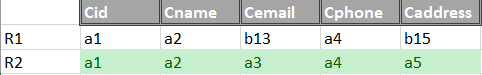 Cid Cname Cemail Cphone Caddress
R1 a1 a2 b13 a4 b15
R2 a1 a2 a3 a4 a5